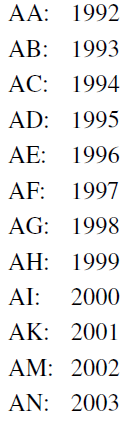 AA: 1992
AB: 1993
AC: 1994
AD: 1995
AE: 1996
AF: 1997
AG: 1998
AH: 1999
AI: 2000
AK: 2001
AM: 2002
AN: 2003